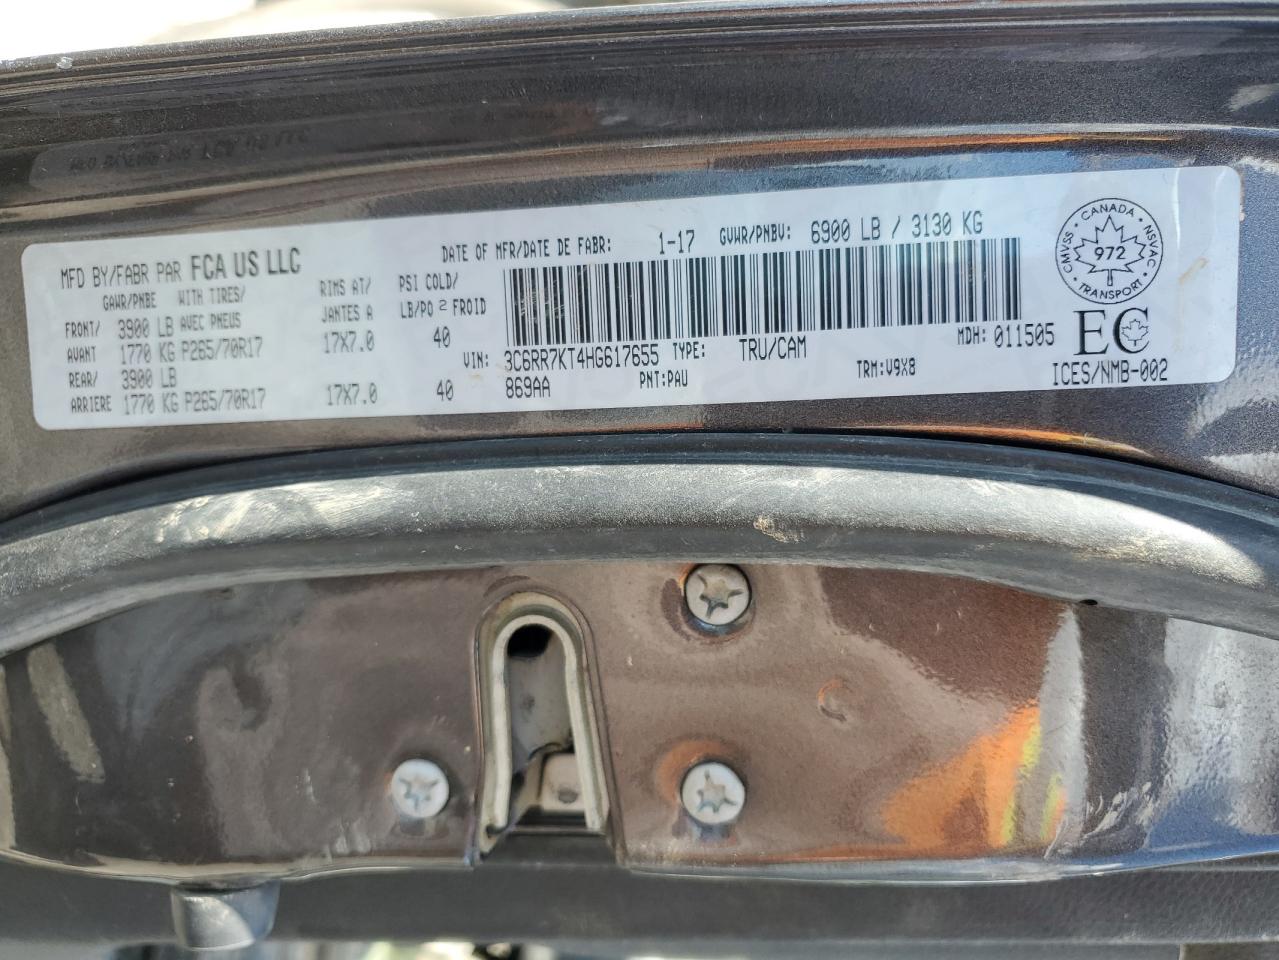 MFD BY/FABR PAR FCA US LLC
DATE OF MFR/DATE DE FABR: 1-17 GVWR/PNBV: 6900 LB / 3130 KG
GAWR/PNBE WITH TIRES/ RIMS AT/ PSI COLD/
AVEC PNEUS JANTES A LB/PO 2 FROID
FRONT/ 3900 LB
AVANT 1770 KG P265/70R17 17X7.0 40
REAR/ 3900 LB
ARRIERE 1770 KG P265/70R17 17X7.0 40
VIN: 3C6RR7KT4HG617655 TYPE: TRU/CAM MDH: 011505
869AA PNT:PAU TRM:V9X8
CANADA
CMVSS 972 NSVAC
TRANSPORT
EC
ICES/NMB-002